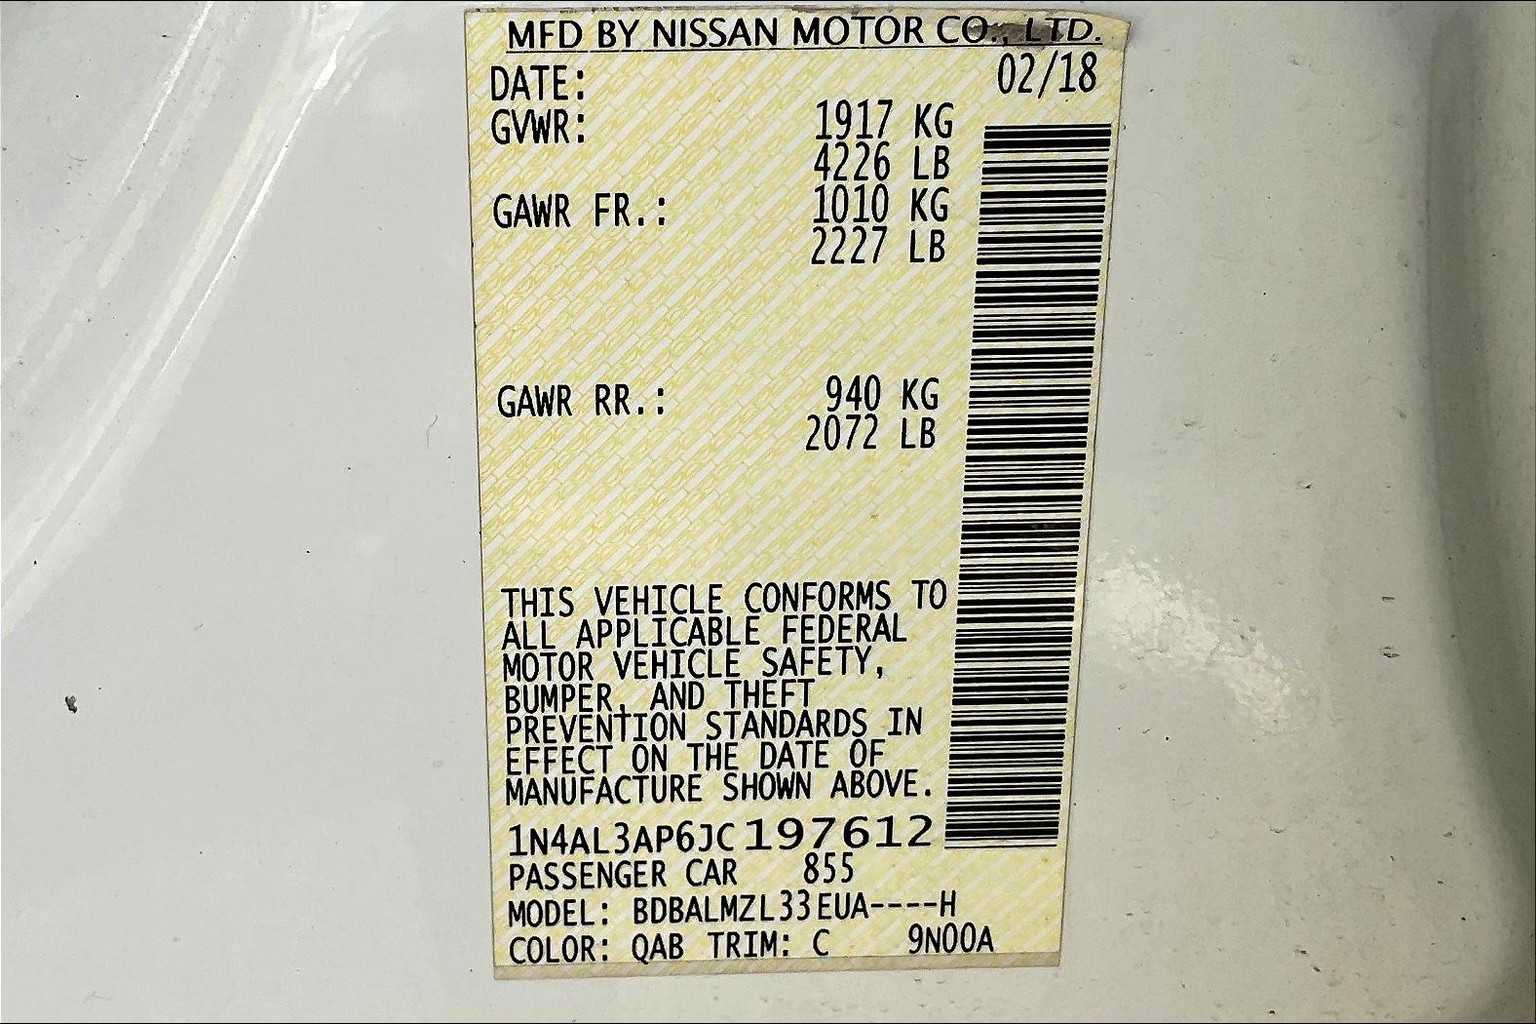 MFD BY NISSAN MOTOR CO., LTD.
DATE: 02/18
GVWR: 1917 KG
4226 LB
GAWR FR.: 1010 KG
2227 LB
GAWR RR.: 940 KG
2072 LB
THIS VEHICLE CONFORMS TO
ALL APPLICABLE FEDERAL
MOTOR VEHICLE SAFETY,
BUMPER, AND THEFT
PREVENTION STANDARDS IN
EFFECT ON THE DATE OF
MANUFACTURE SHOWN ABOVE.
1N4AL3AP6JC197612
PASSENGER CAR 855
MODEL: BDBALMZL33EUA----H
COLOR: QAB TRIM: C 9N00A